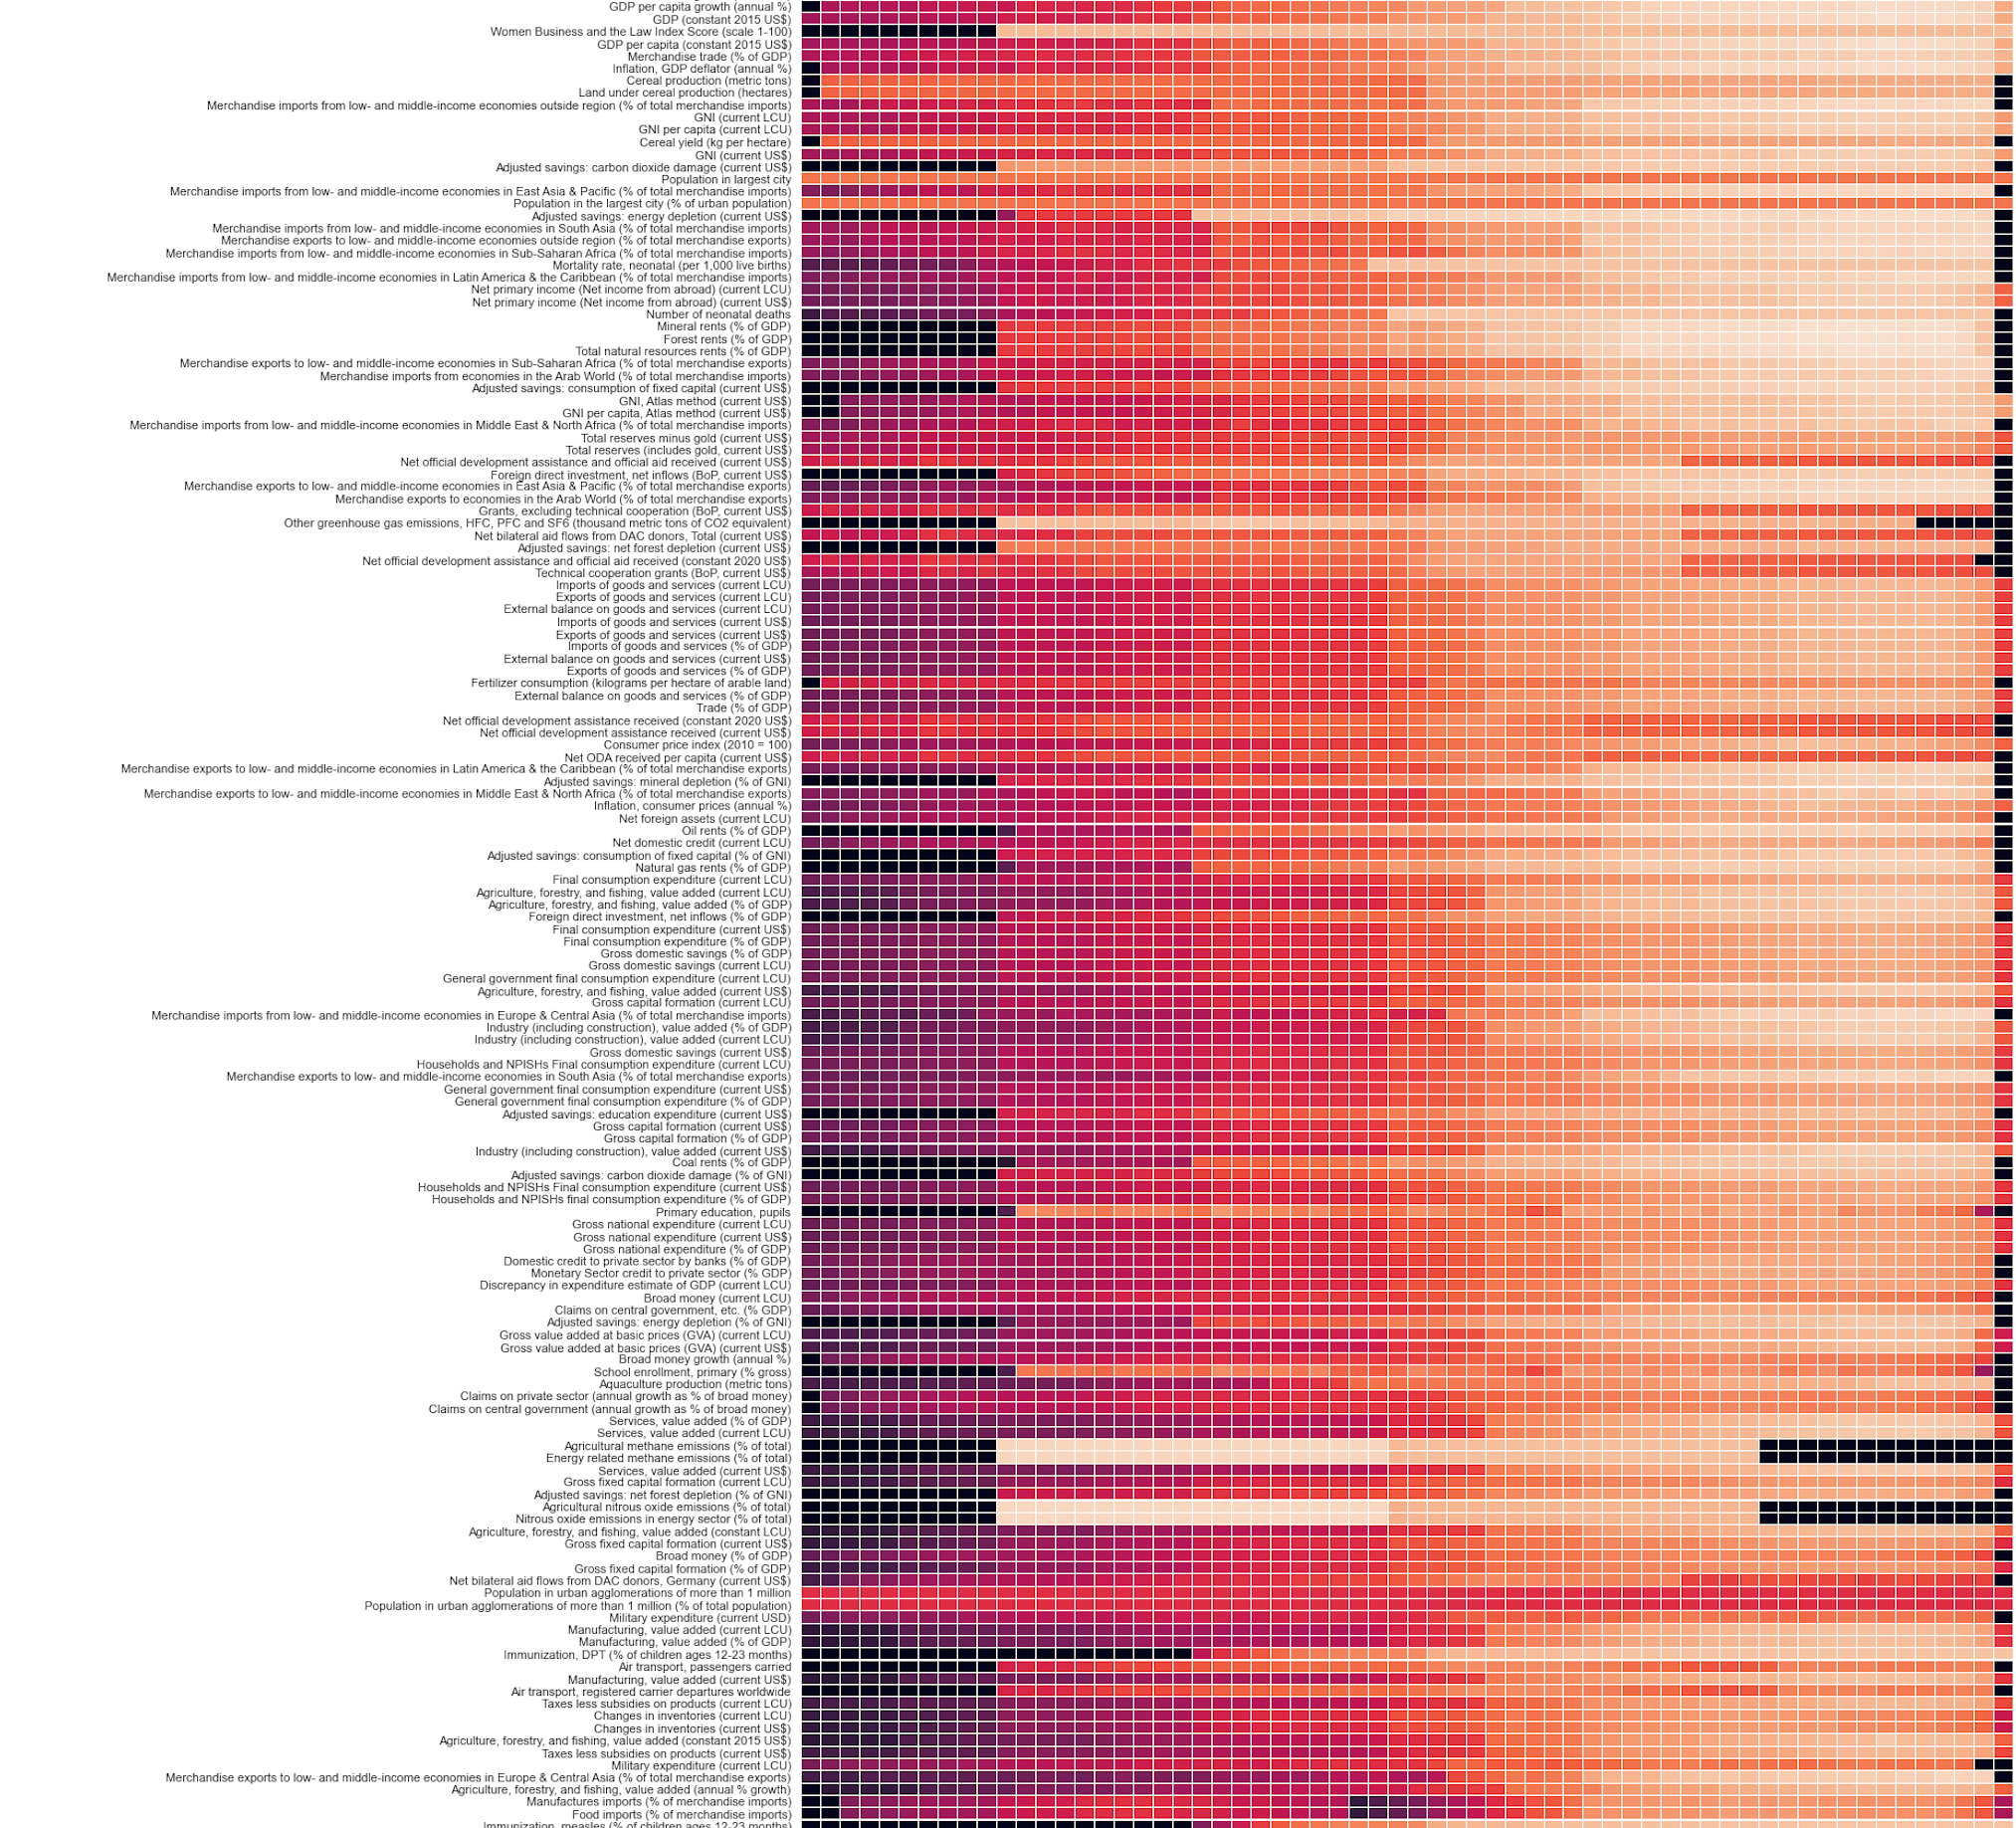 GDP per capita growth (annual %)
GDP (constant 2015 US$)
Women Business and the Law Index Score (scale 1-100)
GDP per capita (constant 2015 US$)
Merchandise trade (% of GDP)
Inflation, GDP deflator (annual %)
Cereal production (metric tons)
Land under cereal production (hectares)
Merchandise imports from low- and middle-income economies outside region (% of total merchandise imports)
GNI (current LCU)
GNI per capita (current LCU)
Cereal yield (kg per hectare)
GNI (current US$)
Adjusted savings: carbon dioxide damage (current US$)
Population in largest city
Merchandise imports from low- and middle-income economies in East Asia & Pacific (% of total merchandise imports)
Population in the largest city (% of urban population)
Adjusted savings: energy depletion (current US$)
Merchandise imports from low- and middle-income economies in South Asia (% of total merchandise imports)
Merchandise exports to low- and middle-income economies outside region (% of total merchandise exports)
Merchandise imports from low- and middle-income economies in Sub-Saharan Africa (% of total merchandise imports)
Mortality rate, neonatal (per 1,000 live births)
Merchandise imports from low- and middle-income economies in Latin America & the Caribbean (% of total merchandise imports)
Net primary income (Net income from abroad) (current LCU)
Net primary income (Net income from abroad) (current US$)
Number of neonatal deaths
Mineral rents (% of GDP)
Forest rents (% of GDP)
Total natural resources rents (% of GDP)
Merchandise exports to low- and middle-income economies in Sub-Saharan Africa (% of total merchandise exports)
Merchandise imports from economies in the Arab World (% of total merchandise imports)
Adjusted savings: consumption of fixed capital (current US$)
GNI, Atlas method (current US$)
GNI per capita, Atlas method (current US$)
Merchandise imports from low- and middle-income economies in Middle East & North Africa (% of total merchandise imports)
Total reserves minus gold (current US$)
Total reserves (includes gold, current US$)
Net official development assistance and official aid received (current US$)
Foreign direct investment, net inflows (BoP, current US$)
Merchandise exports to low- and middle-income economies in East Asia & Pacific (% of total merchandise exports)
Merchandise exports to economies in the Arab World (% of total merchandise exports)
Grants, excluding technical cooperation (BoP, current US$)
Other greenhouse gas emissions, HFC, PFC and SF6 (thousand metric tons of CO2 equivalent)
Net bilateral aid flows from DAC donors, Total (current US$)
Adjusted savings: net forest depletion (current US$)
Net official development assistance and official aid received (constant 2020 US$)
Technical cooperation grants (BoP, current US$)
Imports of goods and services (current LCU)
Exports of goods and services (current LCU)
External balance on goods and services (current LCU)
Imports of goods and services (current US$)
Exports of goods and services (current US$)
Imports of goods and services (% of GDP)
External balance on goods and services (current US$)
Exports of goods and services (% of GDP)
Fertilizer consumption (kilograms per hectare of arable land)
External balance on goods and services (% of GDP)
Trade (% of GDP)
Net official development assistance received (constant 2020 US$)
Net official development assistance received (current US$)
Consumer price index (2010 = 100)
Net ODA received per capita (current US$)
Merchandise exports to low- and middle-income economies in Latin America & the Caribbean (% of total merchandise exports)
Adjusted savings: mineral depletion (% of GNI)
Merchandise exports to low- and middle-income economies in Middle East & North Africa (% of total merchandise exports)
Inflation, consumer prices (annual %)
Net foreign assets (current LCU)
Oil rents (% of GDP)
Net domestic credit (current LCU)
Adjusted savings: consumption of fixed capital (% of GNI)
Natural gas rents (% of GDP)
Final consumption expenditure (current LCU)
Agriculture, forestry, and fishing, value added (current LCU)
Agriculture, forestry, and fishing, value added (% of GDP)
Foreign direct investment, net inflows (% of GDP)
Final consumption expenditure (current US$)
Final consumption expenditure (% of GDP)
Gross domestic savings (% of GDP)
Gross domestic savings (current LCU)
General government final consumption expenditure (current LCU)
Agriculture, forestry, and fishing, value added (current US$)
Gross capital formation (current LCU)
Merchandise imports from low- and middle-income economies in Europe & Central Asia (% of total merchandise imports)
Industry (including construction), value added (% of GDP)
Industry (including construction), value added (current LCU)
Gross domestic savings (current US$)
Households and NPISHs Final consumption expenditure (current LCU)
Merchandise exports to low- and middle-income economies in South Asia (% of total merchandise exports)
General government final consumption expenditure (current US$)
General government final consumption expenditure (% of GDP)
Adjusted savings: education expenditure (current US$)
Gross capital formation (current US$)
Gross capital formation (% of GDP)
Industry (including construction), value added (current US$)
Coal rents (% of GDP)
Adjusted savings: carbon dioxide damage (% of GNI)
Households and NPISHs Final consumption expenditure (current US$)
Households and NPISHs final consumption expenditure (% of GDP)
Primary education, pupils
Gross national expenditure (current LCU)
Gross national expenditure (current US$)
Gross national expenditure (% of GDP)
Domestic credit to private sector by banks (% of GDP)
Monetary Sector credit to private sector (% GDP)
Discrepancy in expenditure estimate of GDP (current LCU)
Broad money (current LCU)
Claims on central government, etc. (% GDP)
Adjusted savings: energy depletion (% of GNI)
Gross value added at basic prices (GVA) (current LCU)
Gross value added at basic prices (GVA) (current US$)
Broad money growth (annual %)
School enrollment, primary (% gross)
Aquaculture production (metric tons)
Claims on private sector (annual growth as % of broad money)
Claims on central government (annual growth as % of broad money)
Services, value added (% of GDP)
Services, value added (current LCU)
Agricultural methane emissions (% of total)
Energy related methane emissions (% of total)
Services, value added (current US$)
Gross fixed capital formation (current LCU)
Adjusted savings: net forest depletion (% of GNI)
Agricultural nitrous oxide emissions (% of total)
Nitrous oxide emissions in energy sector (% of total)
Agriculture, forestry, and fishing, value added (constant LCU)
Gross fixed capital formation (current US$)
Broad money (% of GDP)
Gross fixed capital formation (% of GDP)
Net bilateral aid flows from DAC donors, Germany (current US$)
Population in urban agglomerations of more than 1 million
Population in urban agglomerations of more than 1 million (% of total population)
Military expenditure (current USD)
Manufacturing, value added (current LCU)
Manufacturing, value added (% of GDP)
Immunization, DPT (% of children ages 12-23 months)
Air transport, passengers carried
Manufacturing, value added (current US$)
Air transport, registered carrier departures worldwide
Taxes less subsidies on products (current LCU)
Changes in inventories (current LCU)
Changes in inventories (current US$)
Agriculture, forestry, and fishing, value added (constant 2015 US$)
Taxes less subsidies on products (current US$)
Military expenditure (current LCU)
Merchandise exports to low- and middle-income economies in Europe & Central Asia (% of total merchandise exports)
Agriculture, forestry, and fishing, value added (annual % growth)
Manufactures imports (% of merchandise imports)
Food imports (% of merchandise imports)
Immunization, measles (% of children ages 12-23 months)